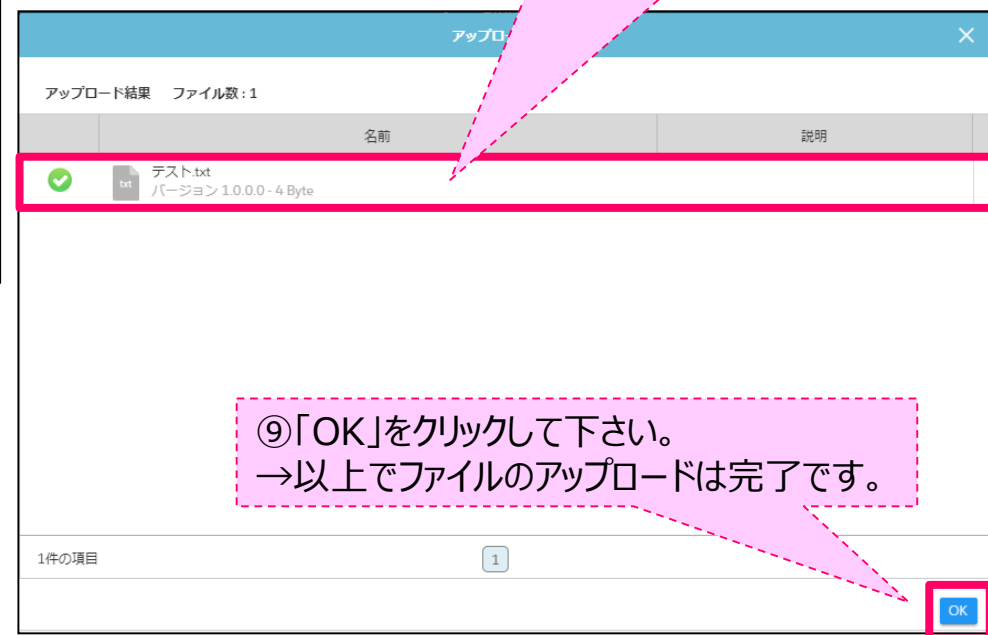 アップロ
アップロード結果 ファイル数 : 1
名前 説明
txt テスト.txt
バージョン 1.0.0.0 - 4 Byte
⑨「OK」をクリックして下さい。
→以上でファイルのアップロードは完了です。
1件の項目 1
OK